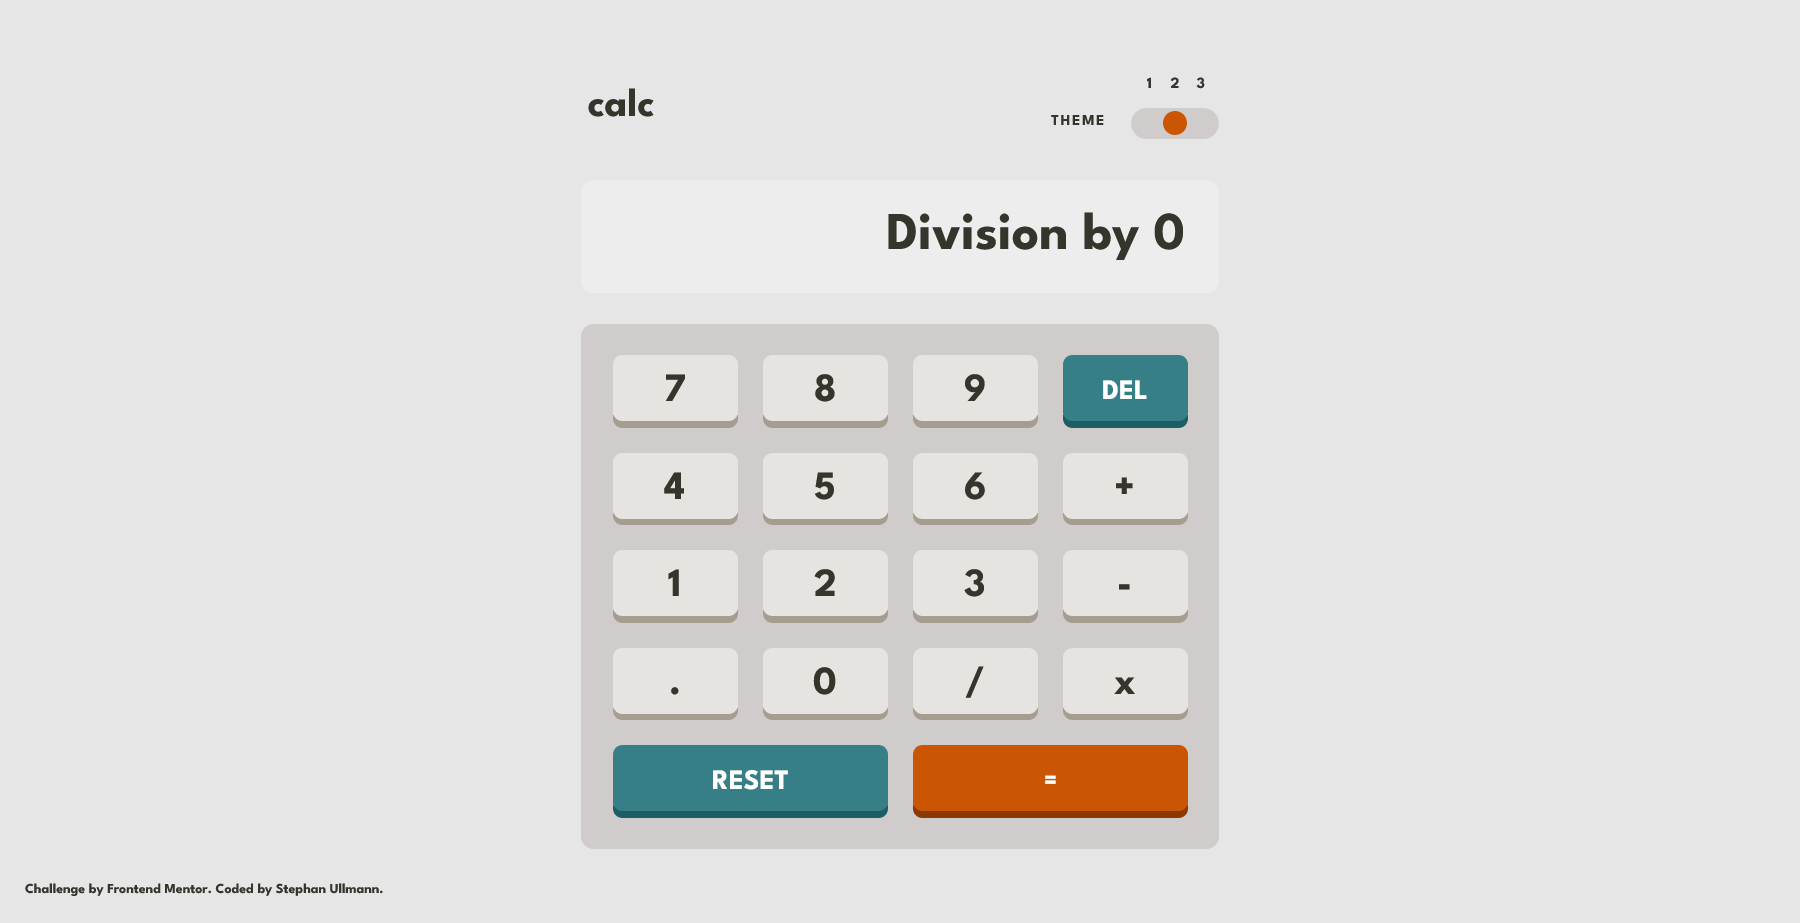 calc
1 2 3
THEME
Division by 0
7 8 9 DEL
4 5 6 +
1 2 3 -
. 0 / x
RESET =
Challenge by Frontend Mentor. Coded by Stephan Ullmann.